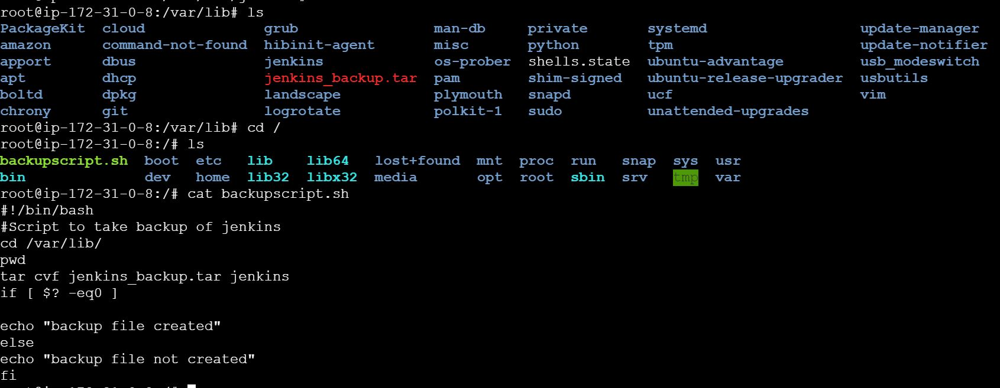 root@ip-172-31-0-8:/var/lib# ls
PackageKit cloud grub man-db private systemd update-manager
amazon command-not-found hibinit-agent misc python tpm update-notifier
apport dbus jenkins os-prober shells.state ubuntu-advantage usb_modeswitch
apt dhcp jenkins_backup.tar pam shim-signed ubuntu-release-upgrader usbutils
boltd dpkg landscape plymouth snapd ucf vim
chrony git logrotate polkit-1 sudo unattended-upgrades
root@ip-172-31-0-8:/var/lib# cd /
root@ip-172-31-0-8:/# ls
backupscript.sh boot etc lib lib64 lost+found mnt proc run snap sys usr
bin dev home lib32 libx32 media opt root sbin srv tmp var
root@ip-172-31-0-8:/# cat backupscript.sh
#!/bin/bash
#Script to take backup of jenkins
cd /var/lib/
pwd
tar cvf jenkins_backup.tar jenkins
if [ $? -eq0 ]
echo "backup file created"
else
echo "backup file not created"
fi